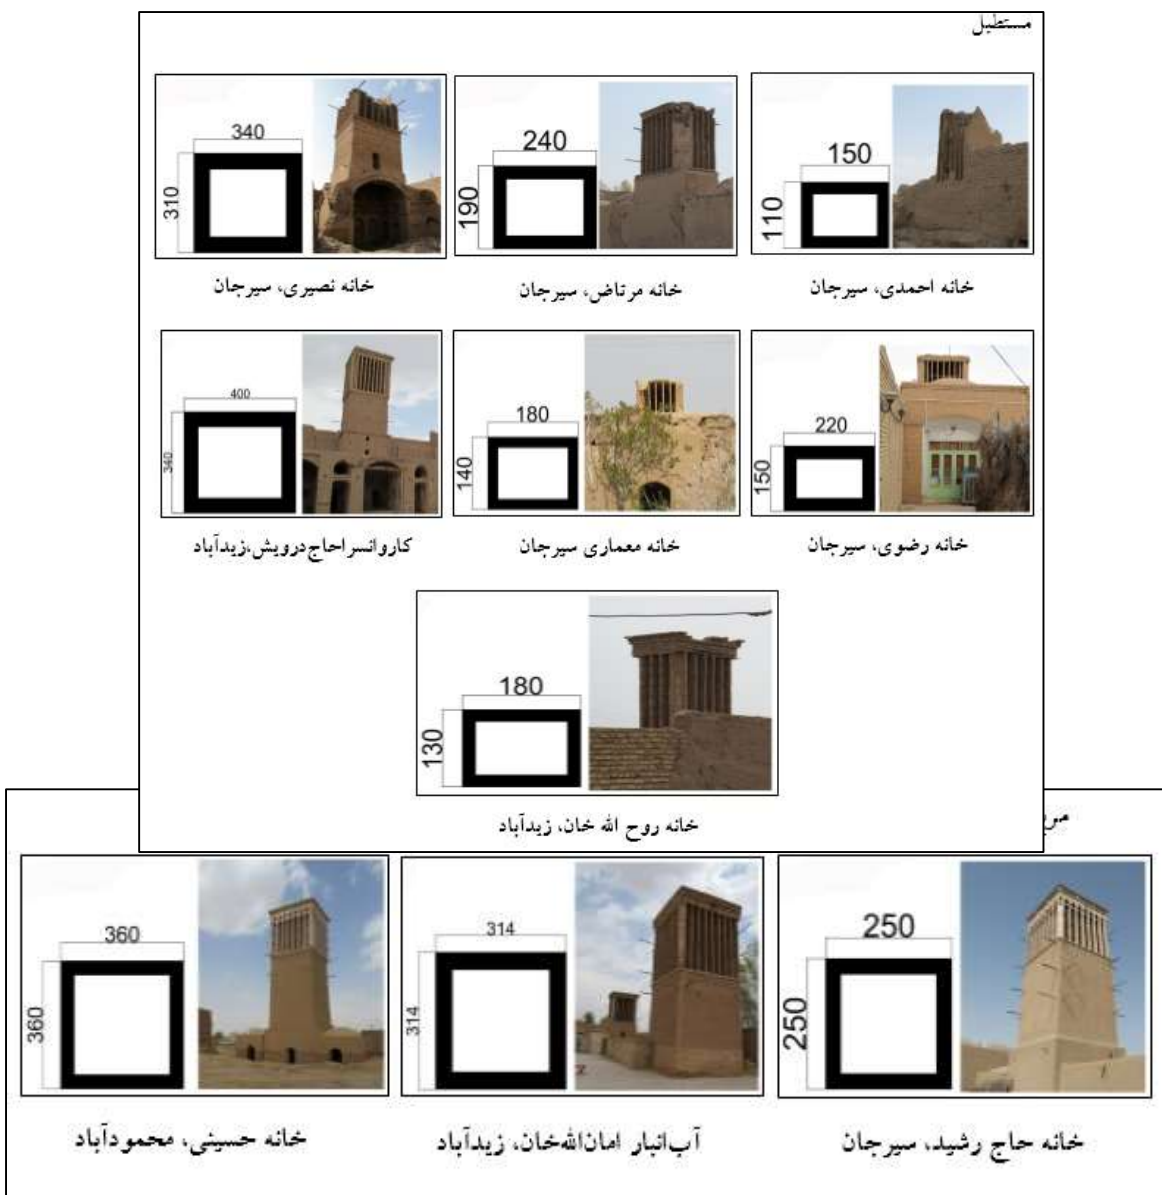 مستطیل
340
310
240
190
150
110
خانه نصیری، سیرجان
خانه مرتاض، سیرجان
خانه احمدی، سیرجان
400
340
180
140
220
150
کاروانسراحاج‌درویش،زیدآباد
خانه معماری سیرجان
خانه رضوی، سیرجان
180
130
خانه روح الله خان، زیدآباد
360
360
314
314
250
250
خانه حسینی، محمودآباد
آب‌انبار امان‌الله‌خان، زیدآباد
خانه حاج رشید، سیرجان